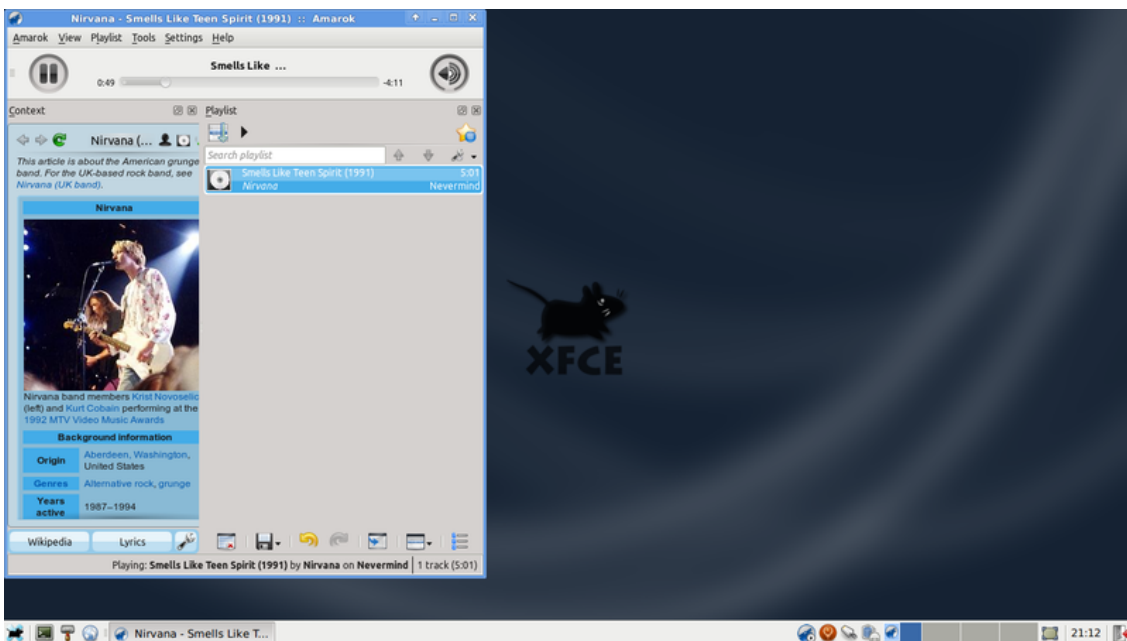 Nirvana - Smells Like Teen Spirit (1991) :: Amarok
Amarok View Playlist Tools Settings Help
Smells Like ...
0:49 -4:11
Context
Playlist
Nirvana (...
This article is about the American grunge
band. For the UK-based rock band, see
Nirvana (UK band).
Nirvana
Nirvana band members Krist Novoselic
(left) and Kurt Cobain performing at the
1992 MTV Video Music Awards
Background information
Origin Aberdeen, Washington,
United States
Genres Alternative rock, grunge
Years
active 1987–1994
Wikipedia Lyrics
Search playlist
Smells Like Teen Spirit (1991) 5:01
Nirvana Nevermind
Playing: Smells Like Teen Spirit (1991) by Nirvana on Nevermind 1 track (5:01)
XFCE
Nirvana - Smells Like T...
21:12